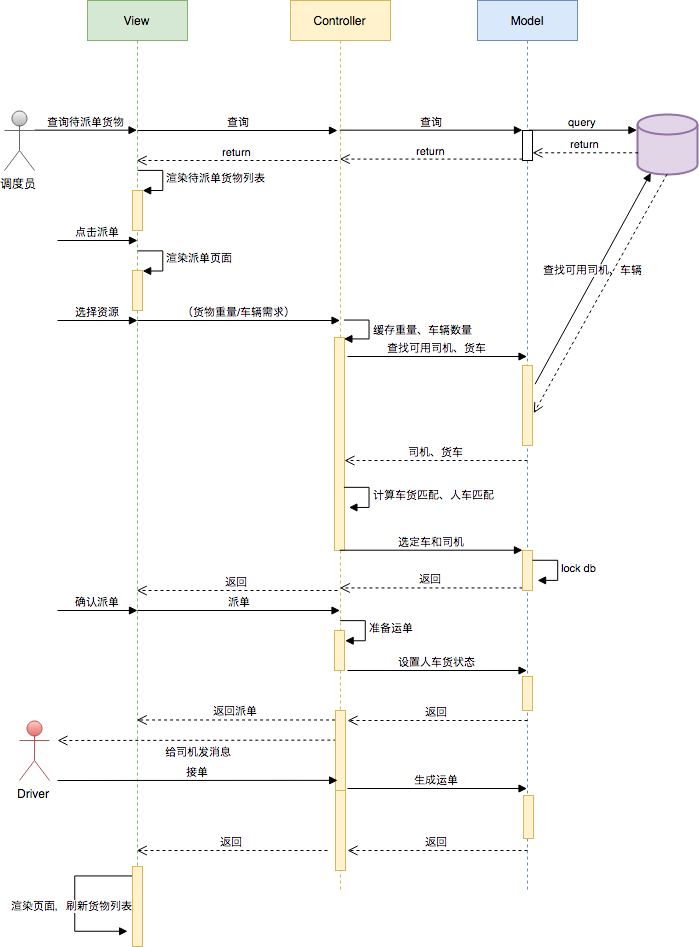 View
Controller
Model
查询待派单货物
查询
查询
query
return
return
return
调度员
渲染待派单货物列表
点击派单
渲染派单页面
查找可用司机、车辆
选择资源
（货物重量/车辆需求）
缓存重量、车辆数量
查找可用司机、货车
司机、货车
计算车货匹配、人车匹配
选定车和司机
lock db
返回
返回
确认派单
派单
准备运单
设置人车货状态
返回派单
返回
给司机发消息
接单
生成运单
Driver
返回
返回
渲染页面，刷新货物列表